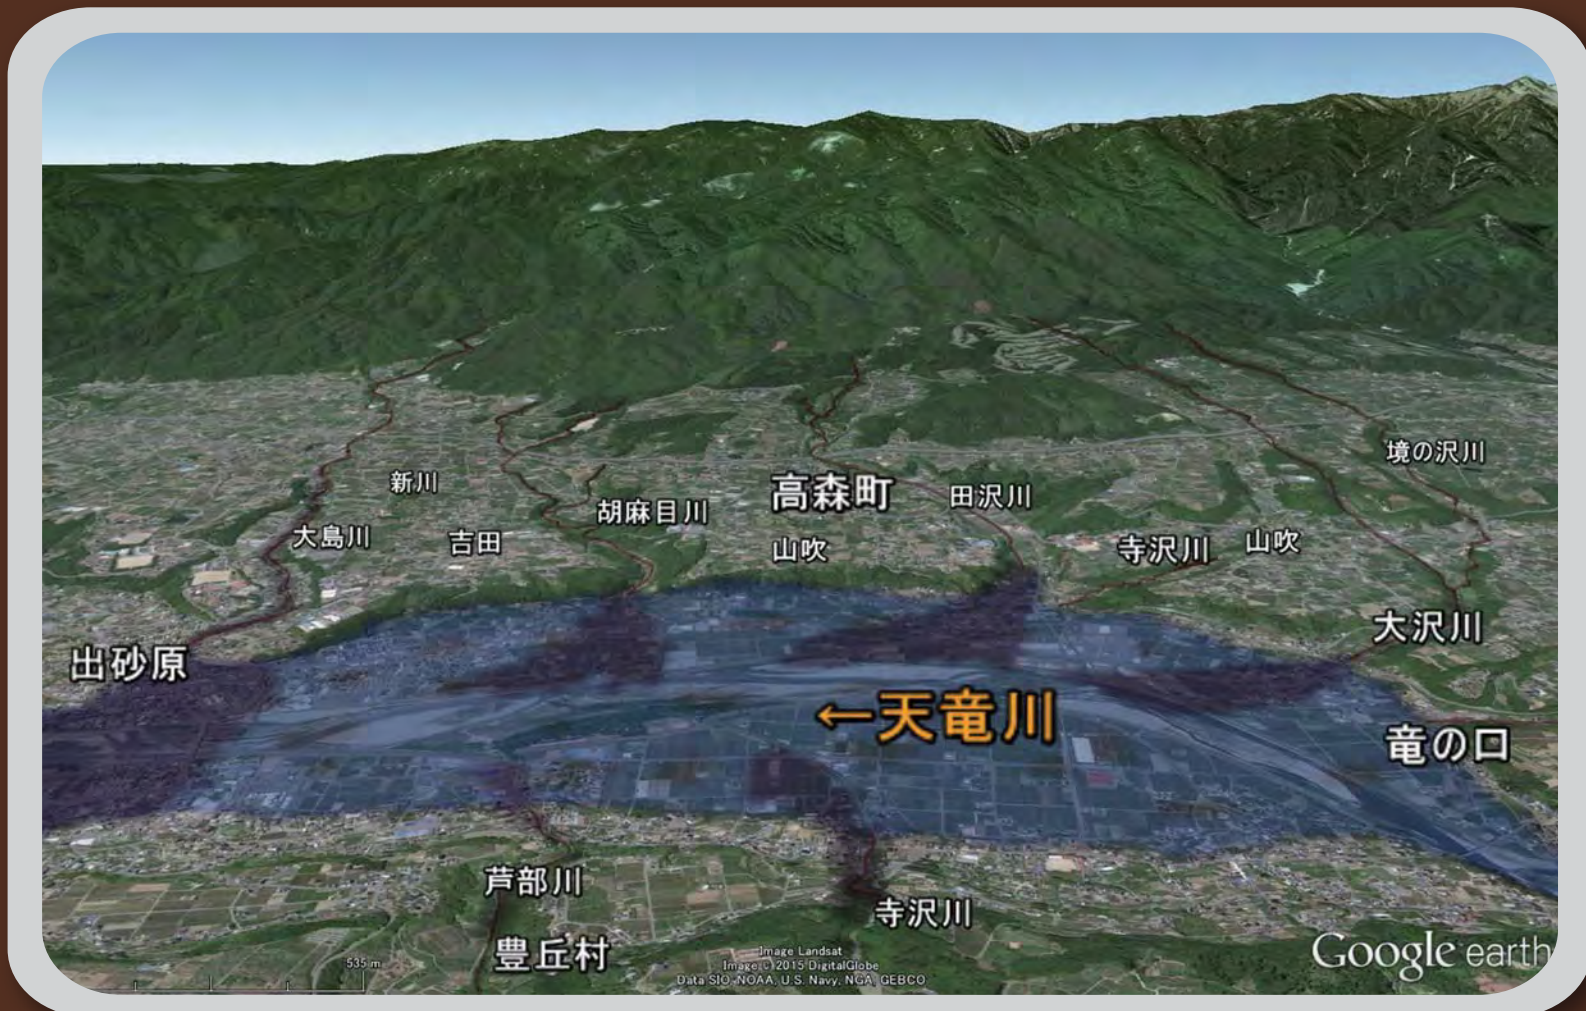 境の沢川
新川
高森町
田沢川
胡麻目川
大島川
吉田
山吹
寺沢川
山吹
大沢川
出砂原
←天竜川
竜の口
芦部川
寺沢川
豊丘村
535 m
Image Landsat
Image © 2015 DigitalGlobe
Data SIO, NOAA, U.S. Navy, NGA, GEBCO
Google earth